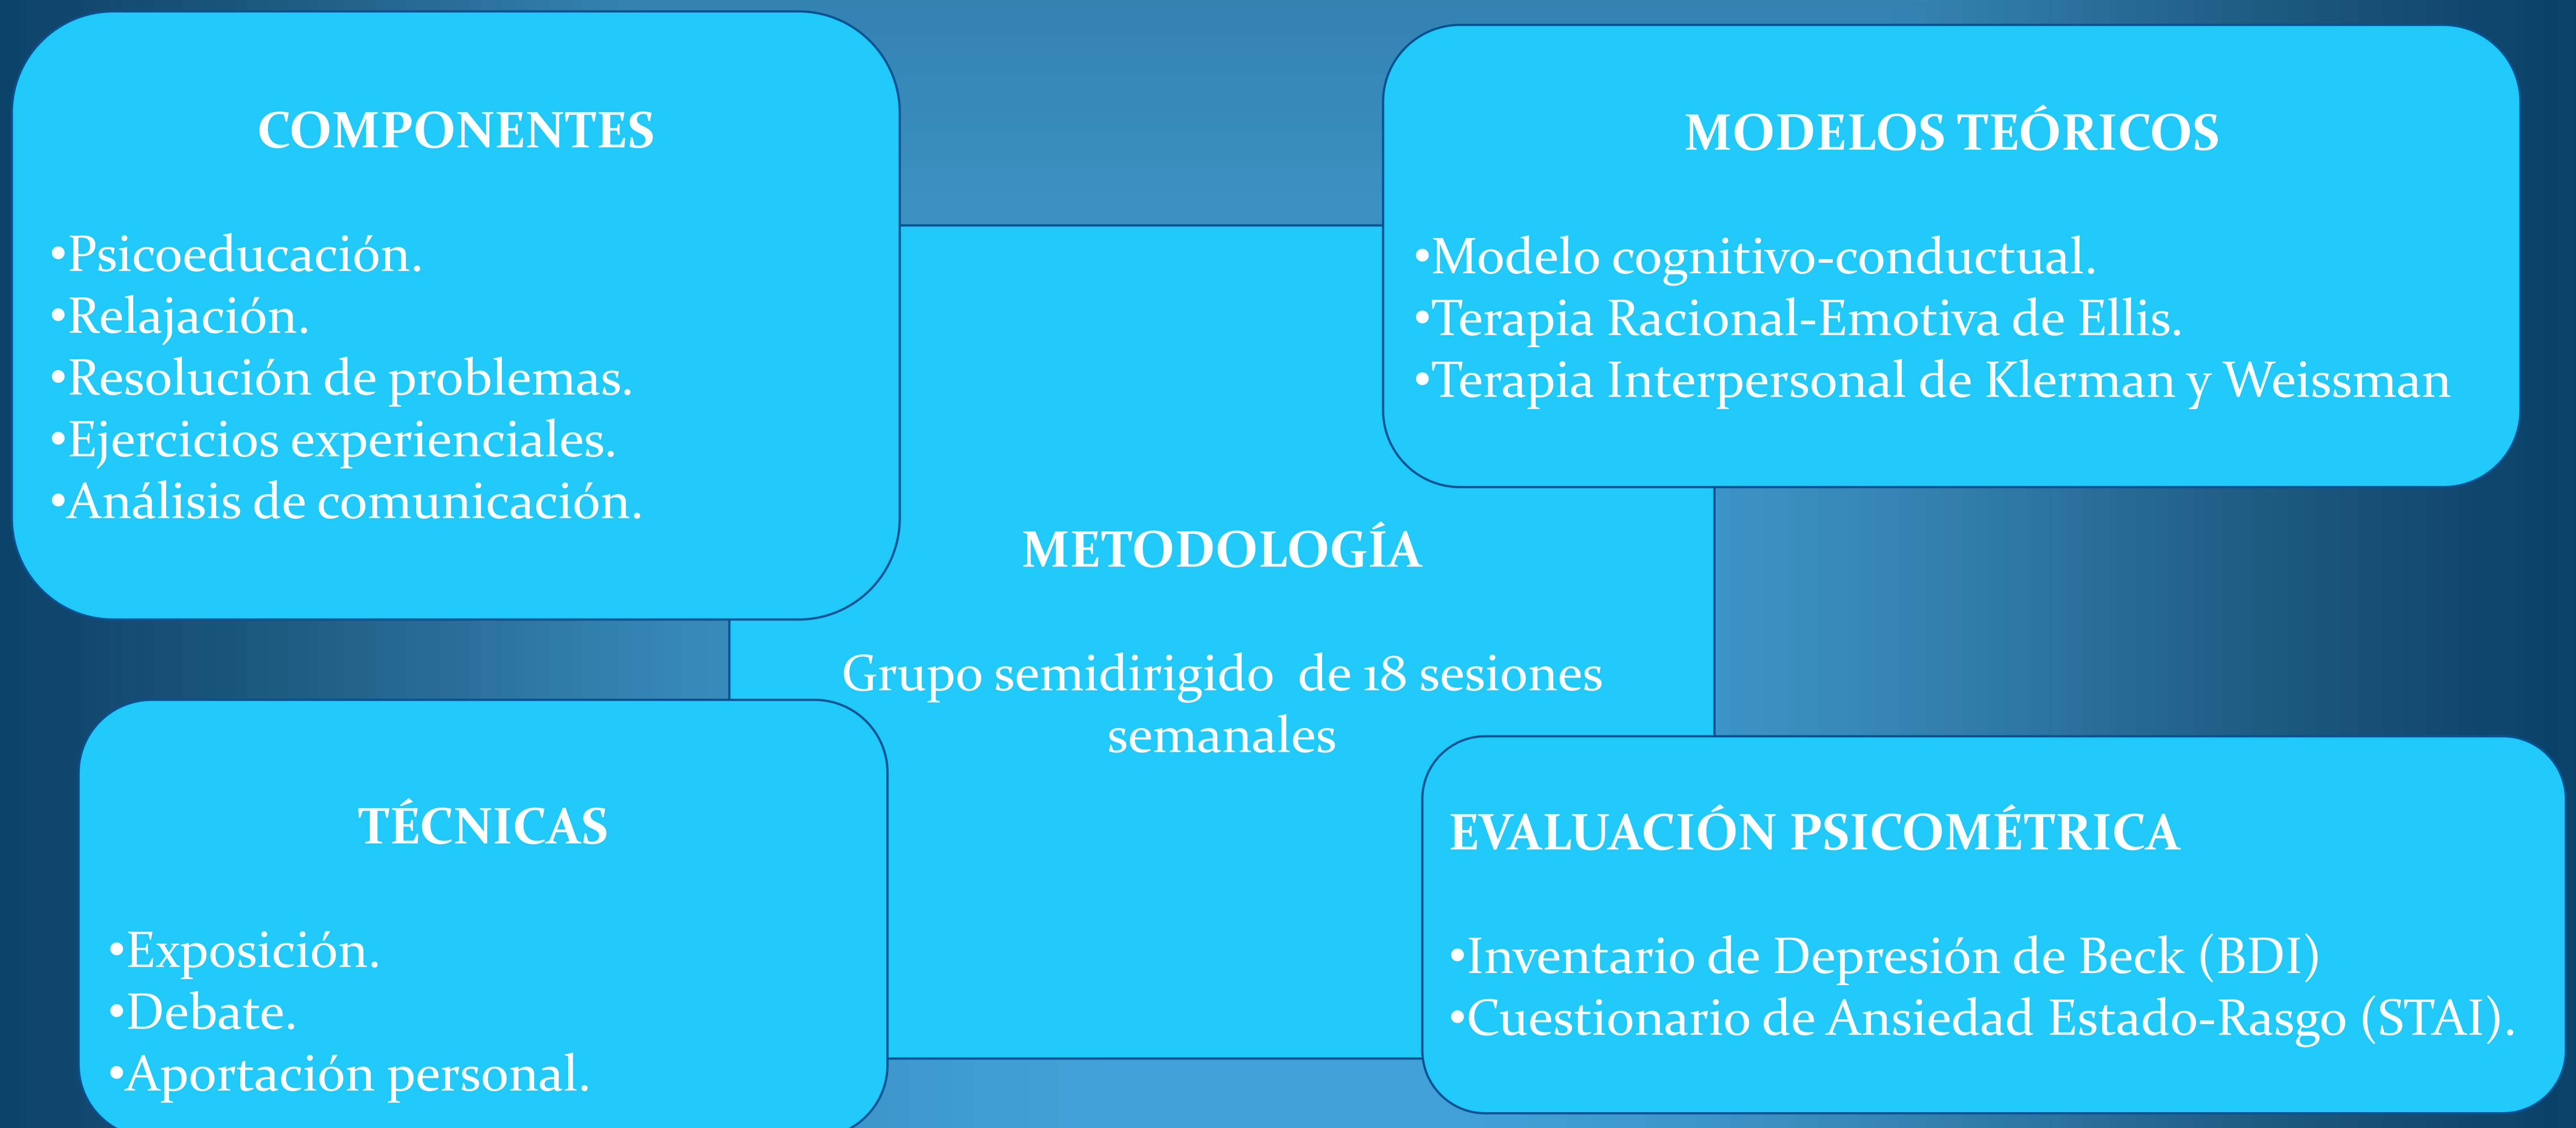 COMPONENTES
•Psicoeducación.
•Relajación.
•Resolución de problemas.
•Ejercicios experienciales.
•Análisis de comunicación.
MODELOS TEÓRICOS
•Modelo cognitivo-conductual.
•Terapia Racional-Emotiva de Ellis.
•Terapia Interpersonal de Klerman y Weissman
METODOLOGÍA
Grupo semidirigido de 18 sesiones
semanales
TÉCNICAS
•Exposición.
•Debate.
•Aportación personal.
EVALUACIÓN PSICOMÉTRICA
•Inventario de Depresión de Beck (BDI)
•Cuestionario de Ansiedad Estado-Rasgo (STAI).